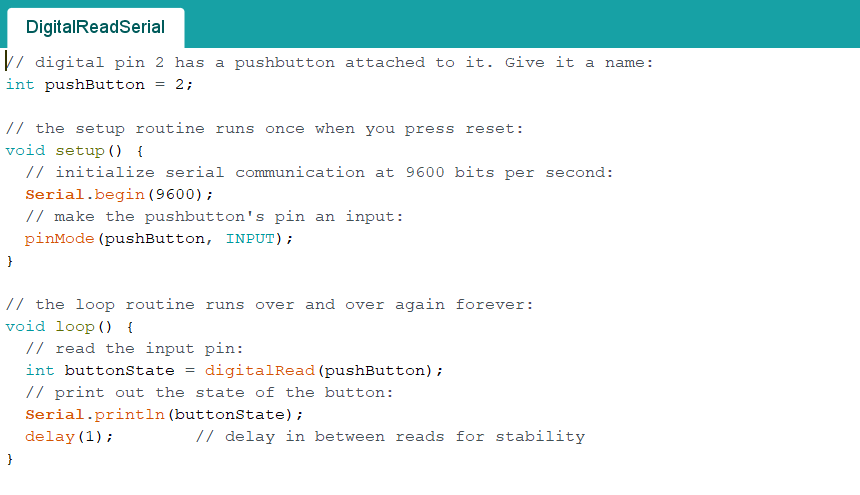 DigitalReadSerial
// digital pin 2 has a pushbutton attached to it. Give it a name:
int pushButton = 2;
// the setup routine runs once when you press reset:
void setup() {
  // initialize serial communication at 9600 bits per second:
  Serial.begin(9600);
  // make the pushbutton's pin an input:
  pinMode(pushButton, INPUT);
}
// the loop routine runs over and over again forever:
void loop() {
  // read the input pin:
  int buttonState = digitalRead(pushButton);
  // print out the state of the button:
  Serial.println(buttonState);
  delay(1);        // delay in between reads for stability
}